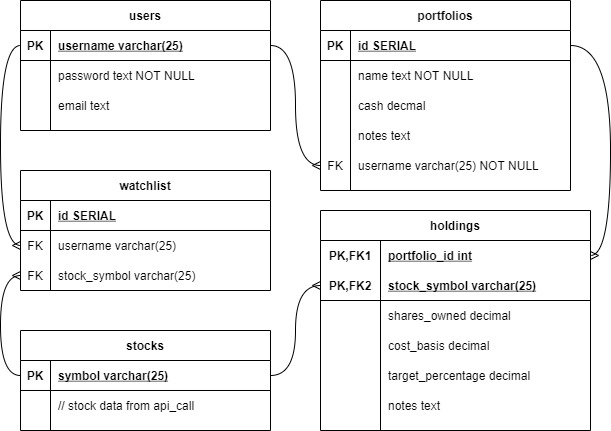 users
PK username varchar(25)
password text NOT NULL
email text
portfolios
PK id SERIAL
name text NOT NULL
cash decmal
notes text
FK username varchar(25) NOT NULL
watchlist
PK id SERIAL
FK username varchar(25)
FK stock_symbol varchar(25)
holdings
PK,FK1 portfolio_id int
PK,FK2 stock_symbol varchar(25)
shares_owned decimal
cost_basis decimal
target_percentage decimal
notes text
stocks
PK symbol varchar(25)
// stock data from api_call